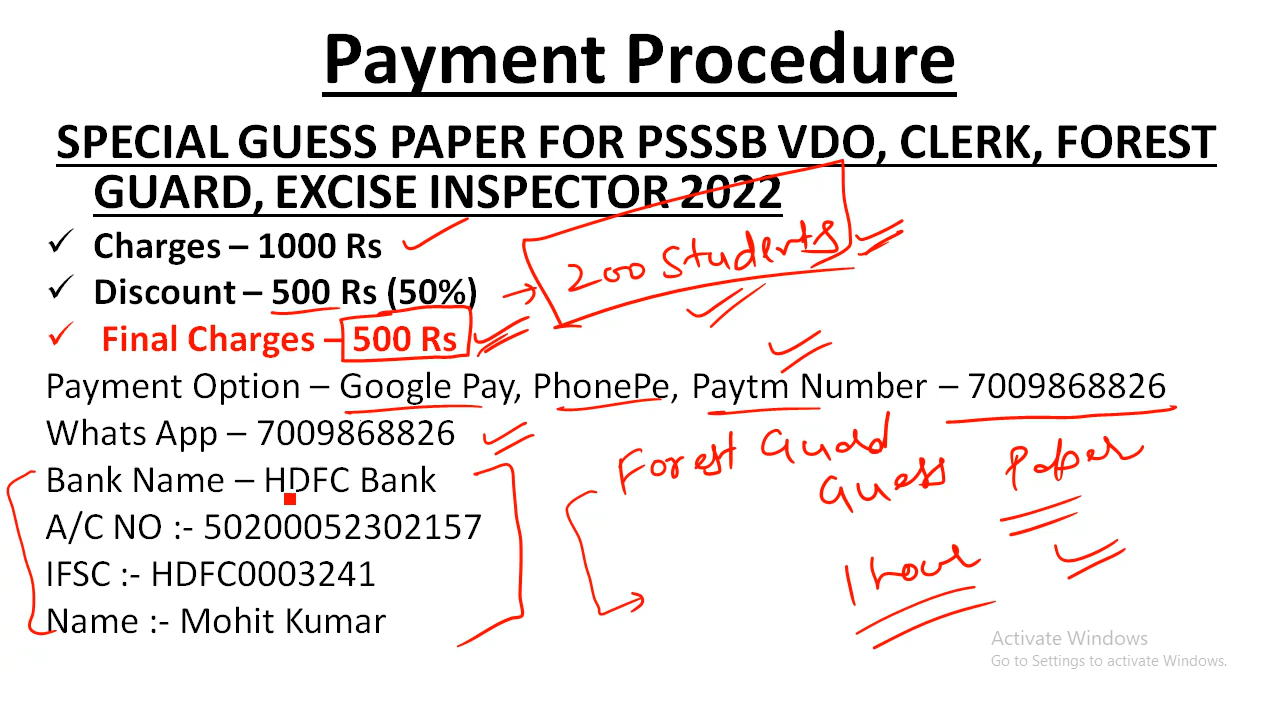 Payment Procedure
SPECIAL GUESS PAPER FOR PSSSB VDO, CLERK, FOREST
GUARD, EXCISE INSPECTOR 2022
✓ Charges – 1000 Rs
✓ Discount – 500 Rs (50%)
200 Students
✓ Final Charges – 500 Rs
Payment Option – Google Pay, PhonePe, Paytm Number – 7009868826
Whats App – 7009868826
Forest Guard
Guess Paper
Bank Name – HDFC Bank
A/C NO :- 50200052302157
IFSC :- HDFC0003241
1 hour
Name :- Mohit Kumar
Activate Windows
Go to Settings to activate Windows.